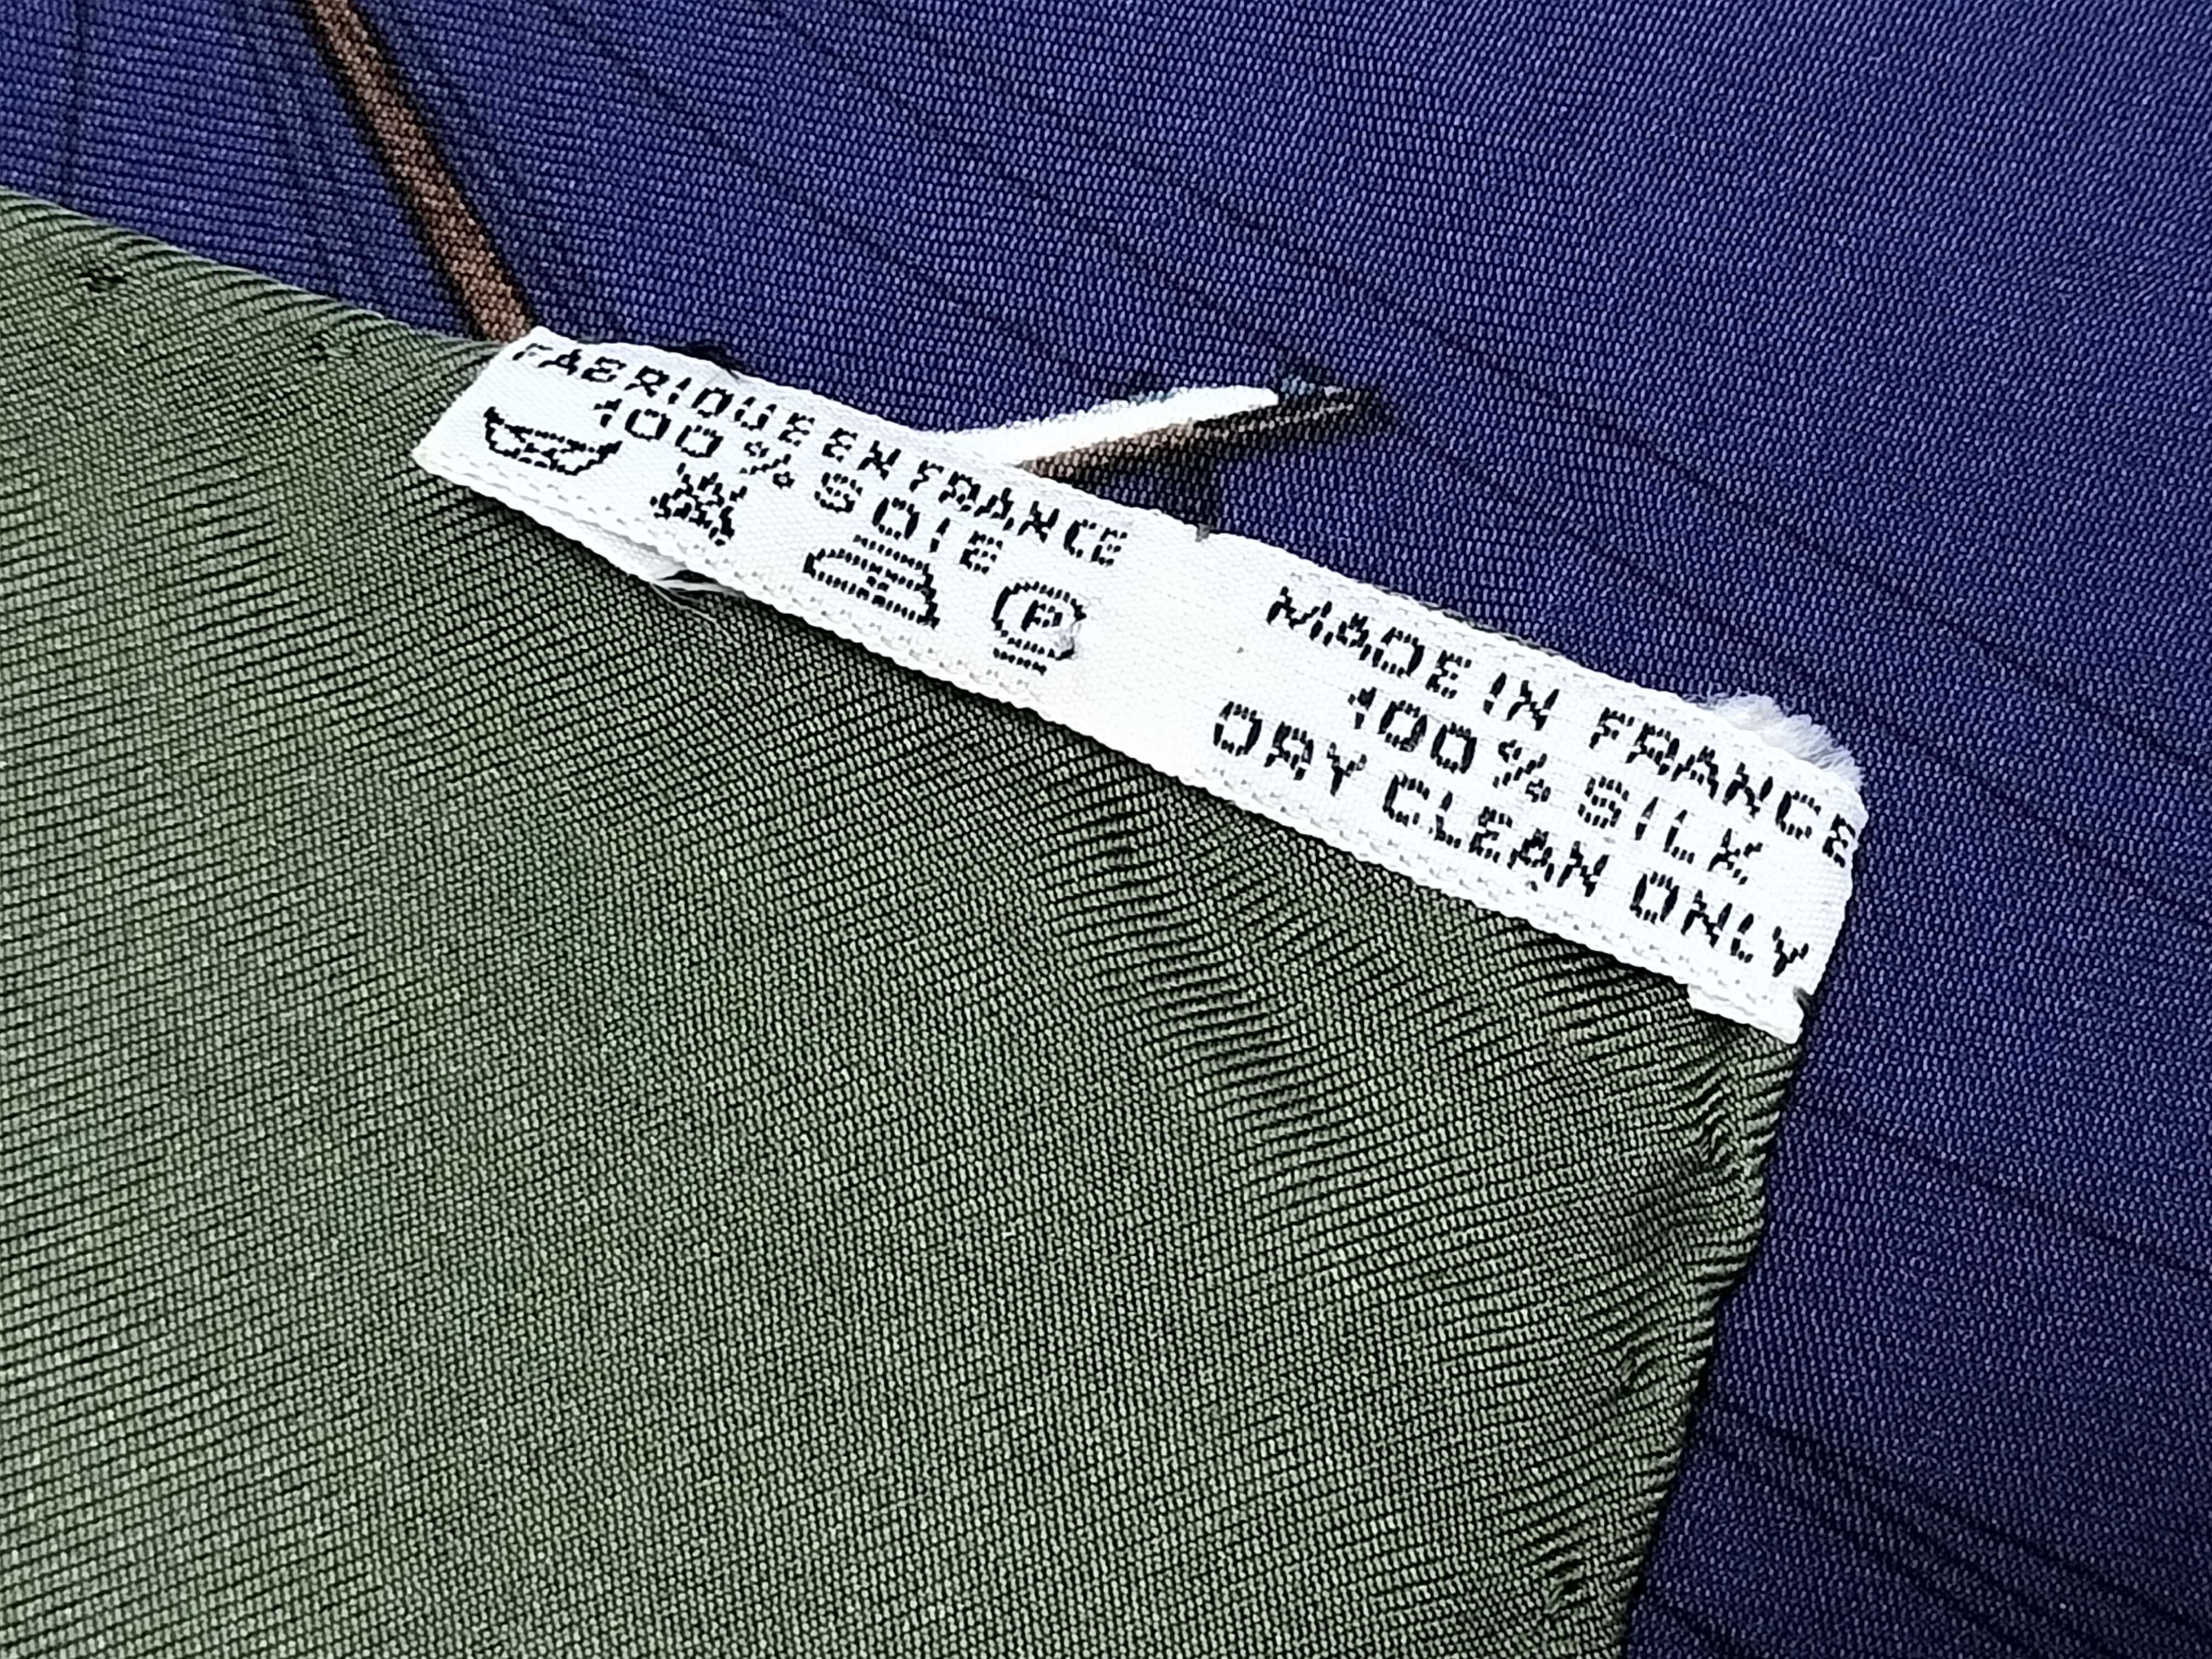 FABRIQUE EN FRANCE
100% SOIE
P
MADE IN FRANCE
100% SILK
DRY CLEAN ONLY